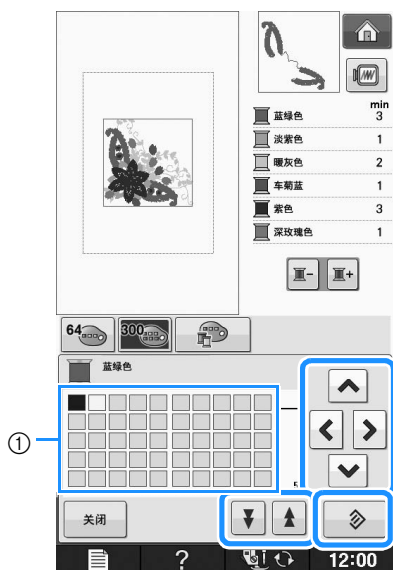 min
蓝绿色 3
淡紫色 1
暖灰色 2
车菊蓝 1
紫色 3
深玫瑰色 1
64 300
蓝绿色
①
关闭
? 12:00